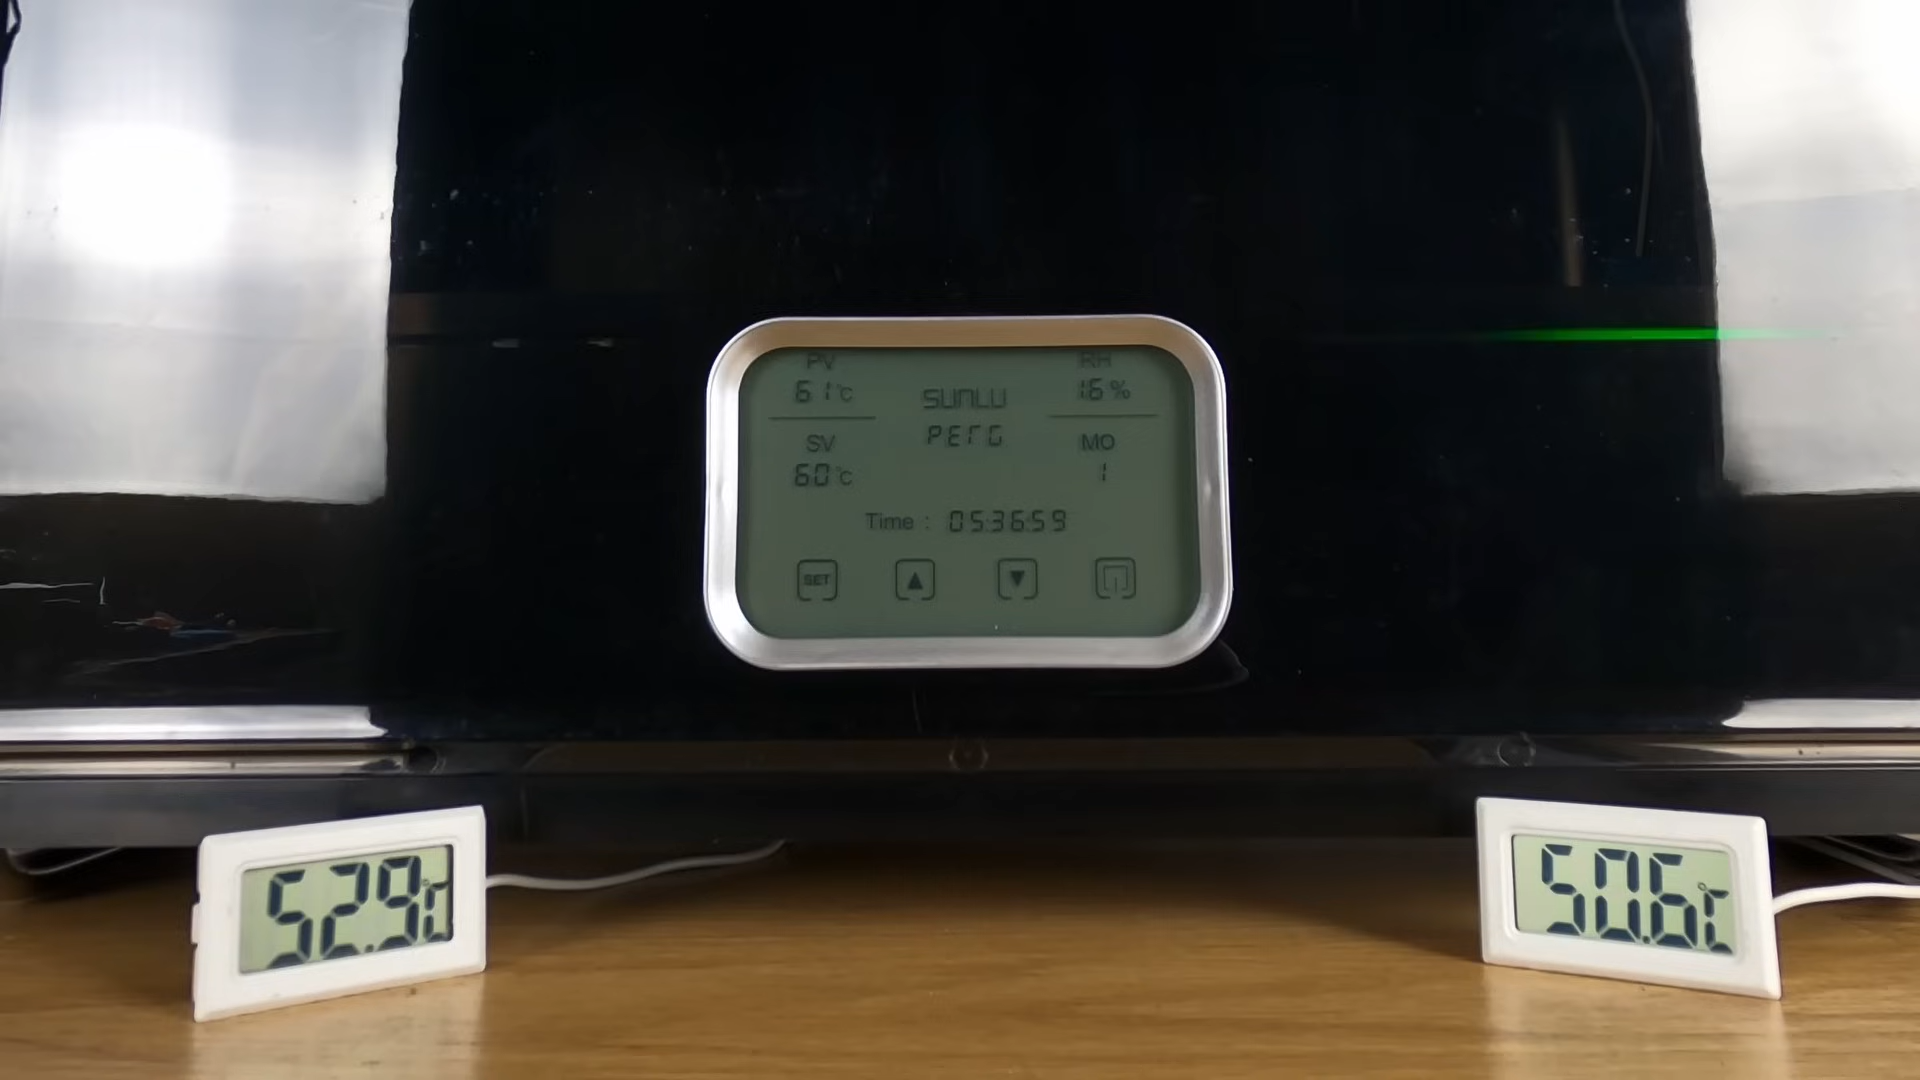 PV
61°C
SUNLU
RH
16%
PETG
SV
60°C
MO
1
Time : 05:36:59
SET
52.9°C
50.6°C